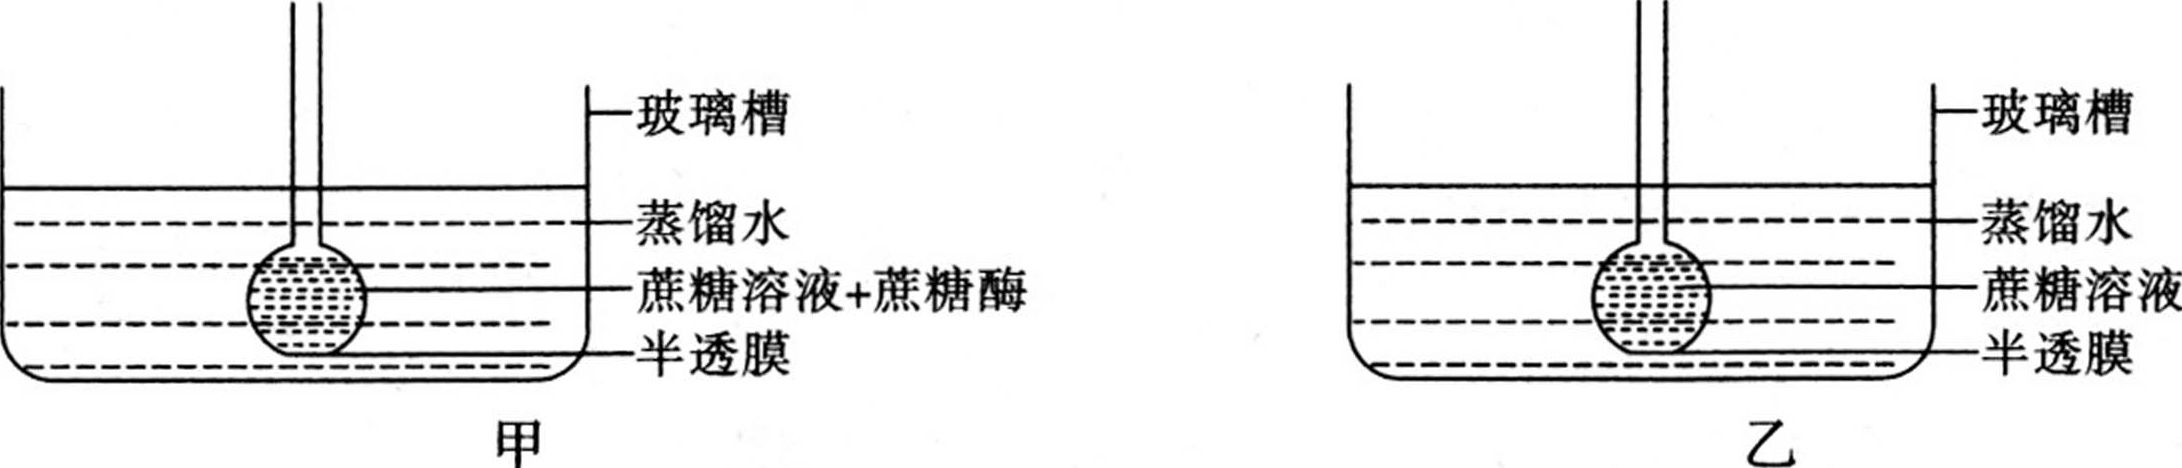 玻璃槽
蒸馏水
蔗糖溶液+蔗糖酶
半透膜
甲
玻璃槽
蒸馏水
蔗糖溶液
半透膜
乙